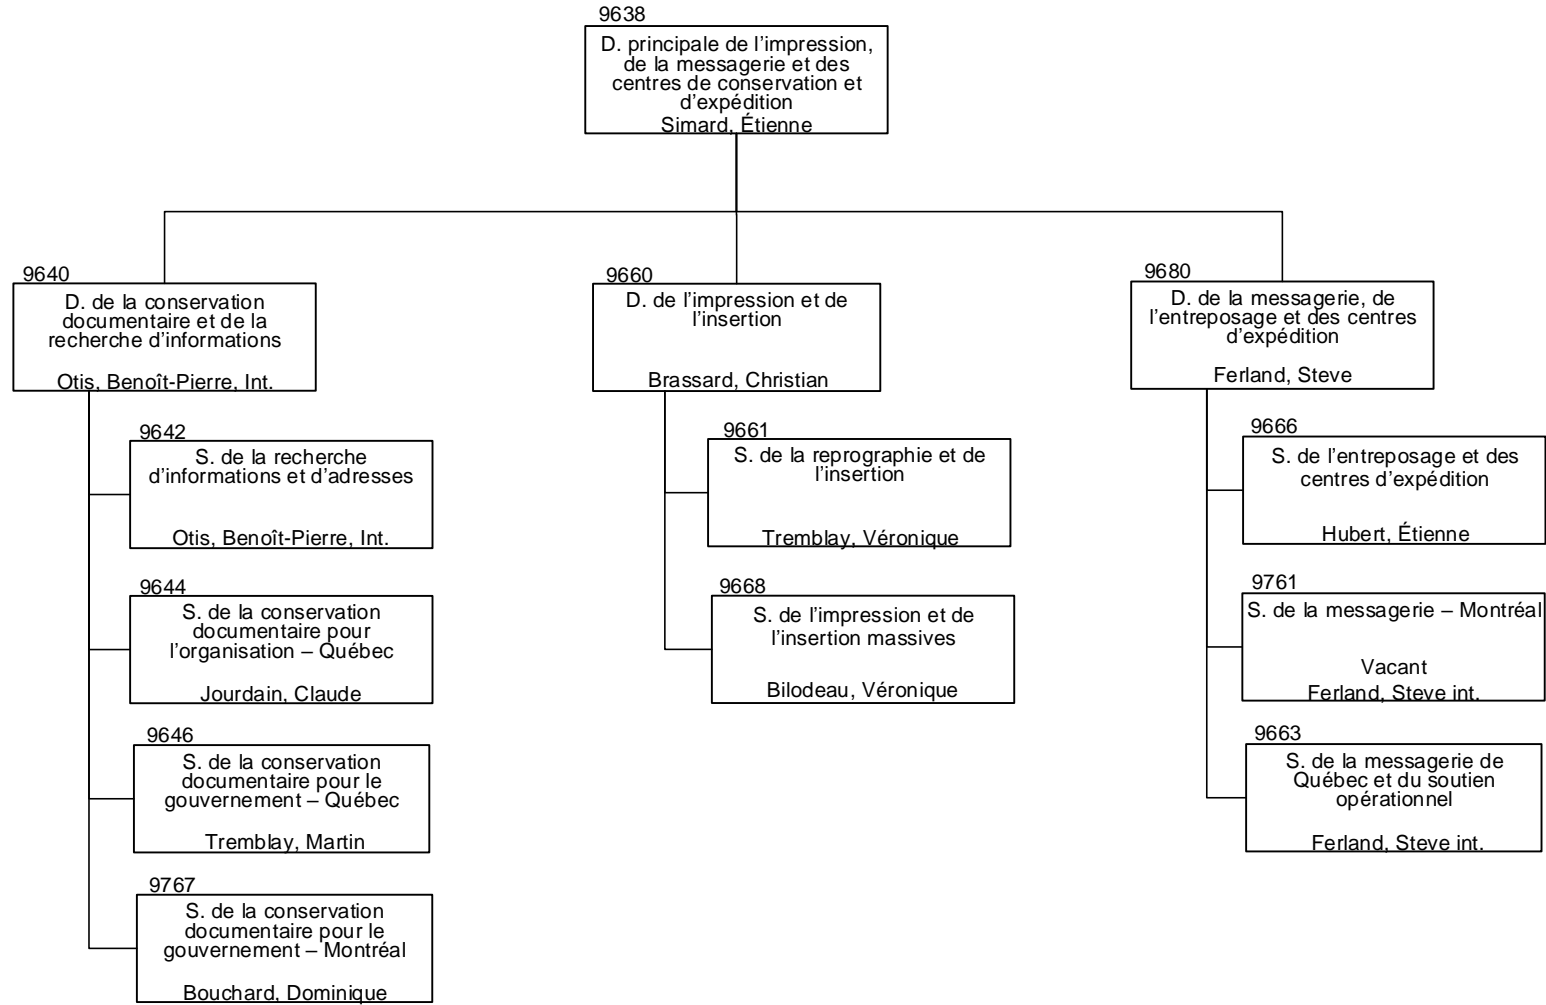 9638
D. principale de l’impression,
de la messagerie et des
centres de conservation et
d’expédition
Simard, Étienne
9640
D. de la conservation
documentaire et de la
recherche d’informations
Otis, Benoît-Pierre, Int.
9642
S. de la recherche
d’informations et d’adresses
Otis, Benoît-Pierre, Int.
9644
S. de la conservation
documentaire pour
l’organisation – Québec
Jourdain, Claude
9646
S. de la conservation
documentaire pour le
gouvernement – Québec
Tremblay, Martin
9767
S. de la conservation
documentaire pour le
gouvernement – Montréal
Bouchard, Dominique
9660
D. de l’impression et de
l’insertion
Brassard, Christian
9661
S. de la reprographie et de
l’insertion
Tremblay, Véronique
9668
S. de l’impression et de
l’insertion massives
Bilodeau, Véronique
9680
D. de la messagerie, de
l’entreposage et des centres
d’expédition
Ferland, Steve
9666
S. de l’entreposage et des
centres d’expédition
Hubert, Étienne
9761
S. de la messagerie – Montréal
Vacant
Ferland, Steve int.
9663
S. de la messagerie de
Québec et du soutien
opérationnel
Ferland, Steve int.